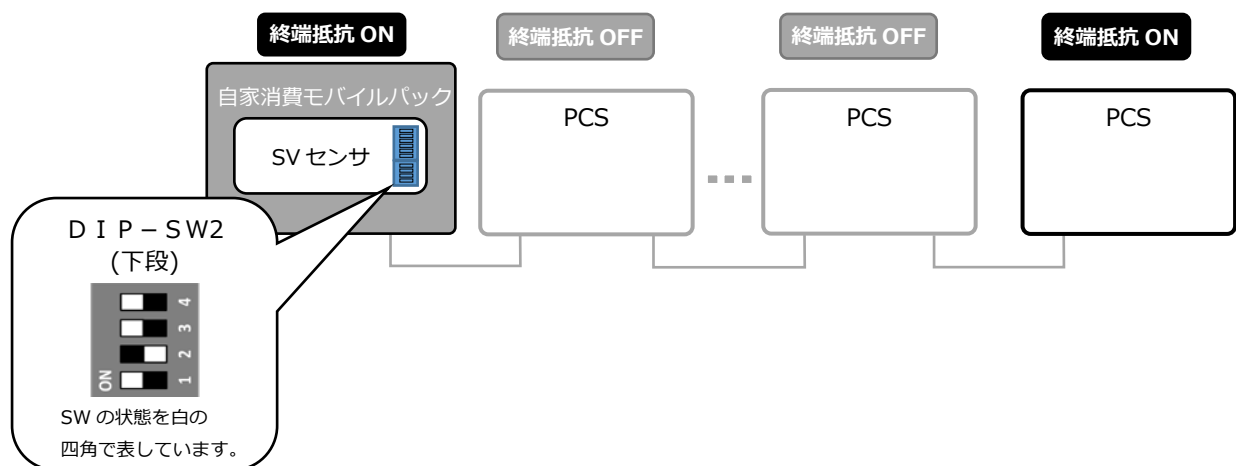 終端抵抗 ON
終端抵抗 OFF
終端抵抗 OFF
終端抵抗 ON
自家消費モバイルパック
SV センサ
PCS
PCS
PCS
ＤＩＰ－ＳＷ2
(下段)
4
3
2
1
ON
SW の状態を白の
四角で表しています。